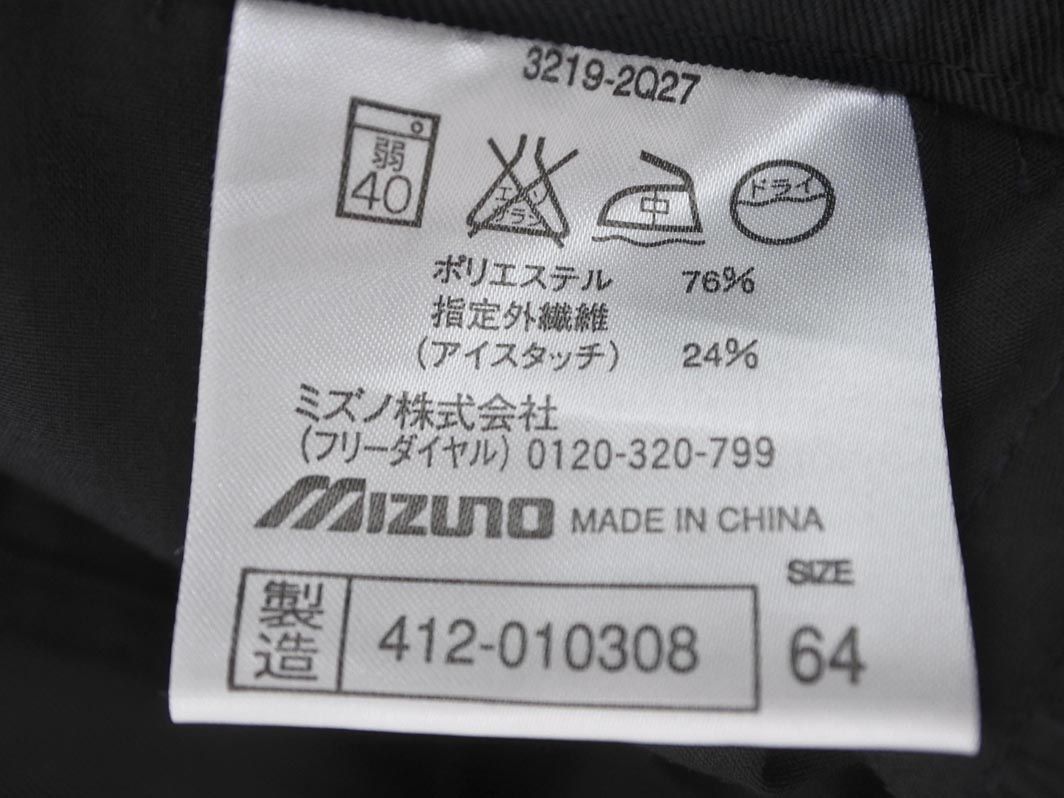 3219-2Q27
弱
40
エンソ
サラシ
中
ドライ
ポリエステル 76%
指定外繊維
(アイスタッチ) 24%
ミズノ株式会社
(フリーダイヤル) 0120-320-799
MIZUNO MADE IN CHINA
SIZE
製造 412-010308 64